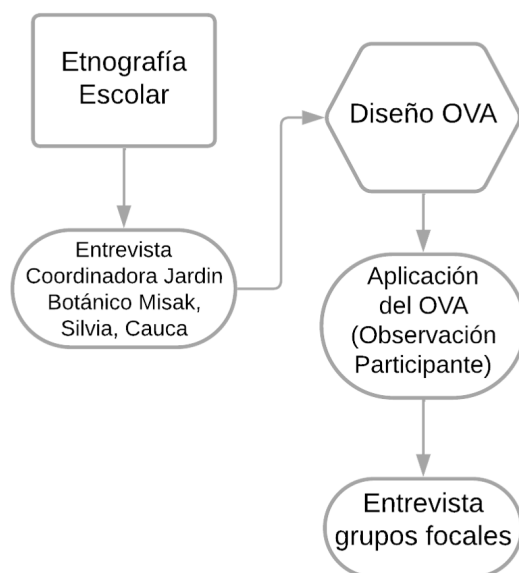 Etnografía
Escolar
Entrevista
Coordinadora Jardin
Botánico Misak,
Silvia, Cauca
Diseño OVA
Aplicación
del OVA
(Observación
Participante)
Entrevista
grupos focales